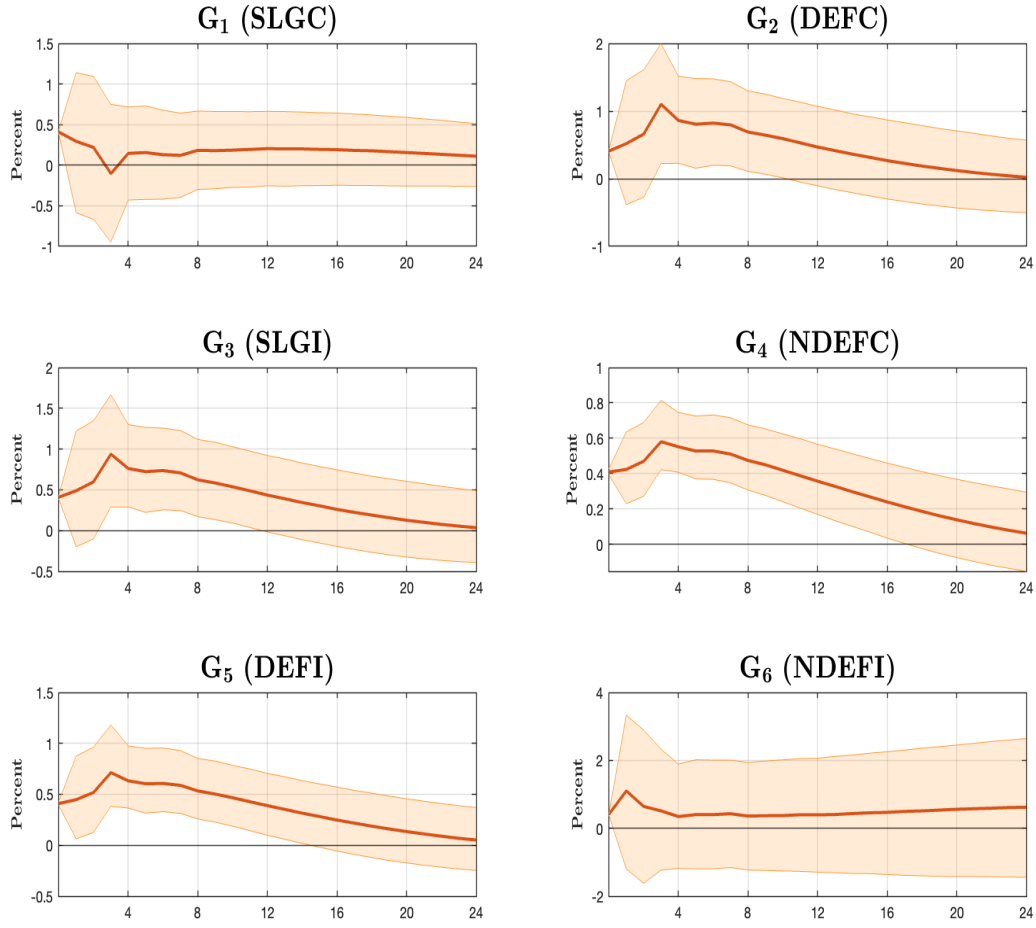 G₁ (SLGC)
Percent
1.5
1
0.5
0
-0.5
-1
4 8 12 16 20 24
G₂ (DEFC)
Percent
2
1
0
-1
4 8 12 16 20 24
G₃ (SLGI)
Percent
2
1.5
1
0.5
0
-0.5
4 8 12 16 20 24
G₄ (NDEFC)
Percent
1
0.8
0.6
0.4
0.2
0
4 8 12 16 20 24
G₅ (DEFI)
Percent
1.5
1
0.5
0
-0.5
4 8 12 16 20 24
G₆ (NDEFI)
Percent
4
2
0
-2
4 8 12 16 20 24